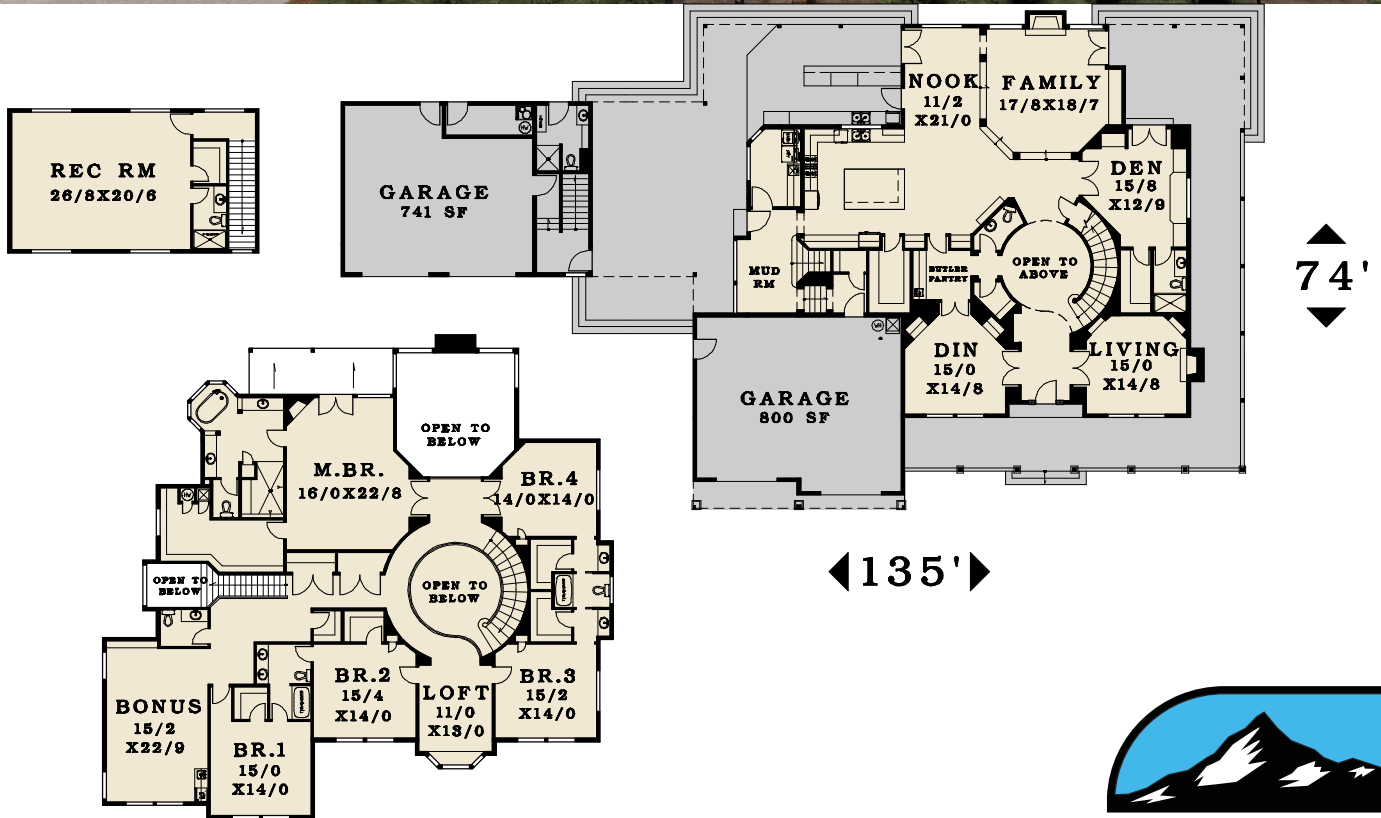 REC RM
26/8X20/6
GARAGE
741 SF
NOOK
11/2
X21/0
FAMILY
17/8X18/7
DEN
15/8
X12/9
MUD
RM
BUTLER
PANTRY
OPEN TO
ABOVE
DIN
15/0
X14/8
LIVING
15/0
X14/8
GARAGE
800 SF
74'
135'
OPEN TO
BELOW
M.BR.
16/0X22/8
BR.4
14/0X14/0
OPEN TO
BELOW
OPEN TO
BELOW
BR.2
15/4
X14/0
LOFT
11/0
X13/0
BR.3
15/2
X14/0
BONUS
15/2
X22/9
BR.1
15/0
X14/0